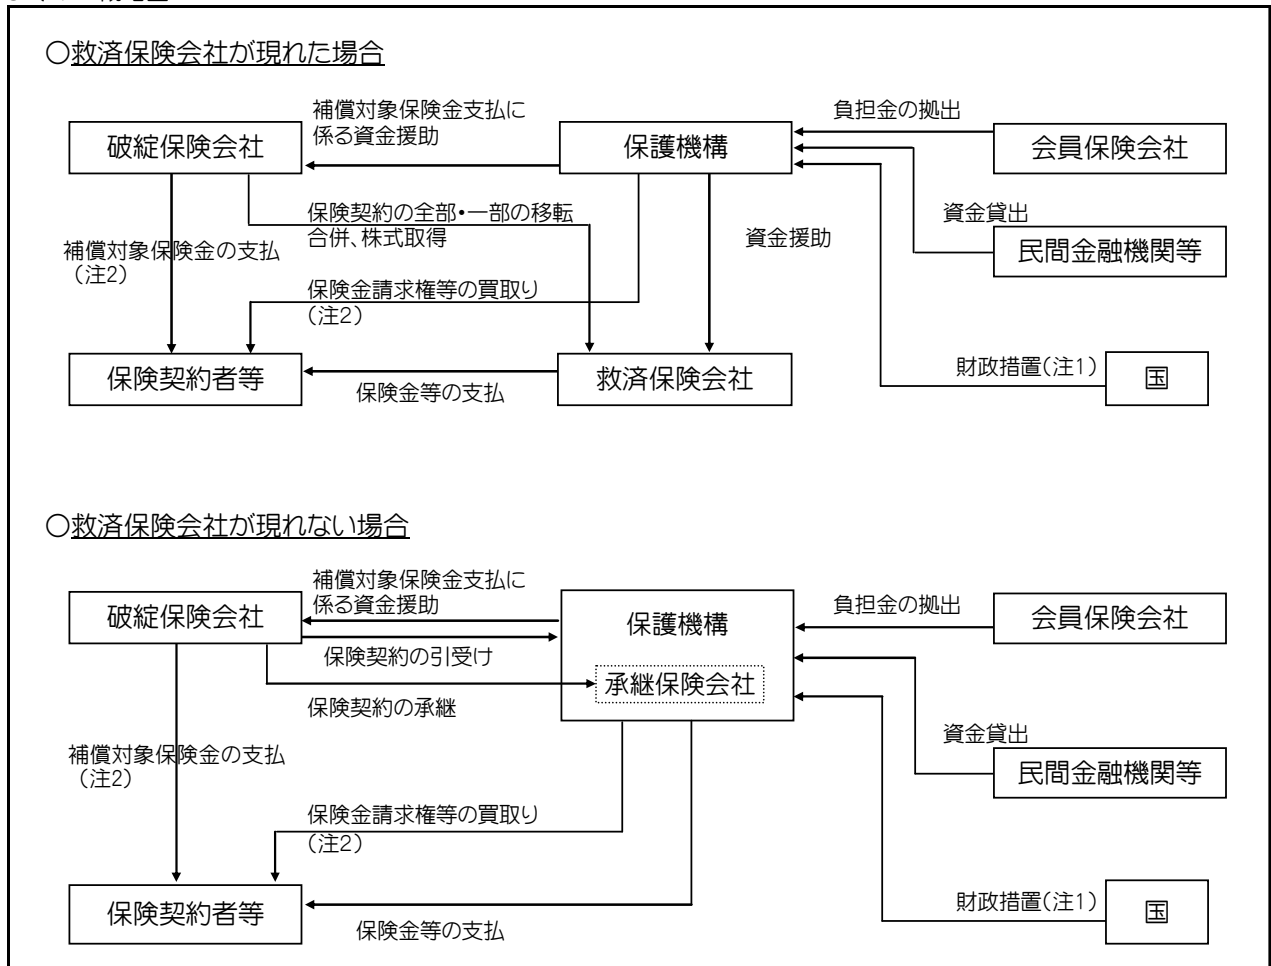 ○救済保険会社が現れた場合
補償対象保険金支払に
係る資金援助
負担金の拠出
破綻保険会社
保護機構
会員保険会社
保険契約の全部・一部の移転
合併、株式取得
資金援助
資金貸出
補償対象保険金の支払
（注2）
民間金融機関等
保険金請求権等の買取り
（注2）
財政措置（注1）
保険契約者等
救済保険会社
国
保険金等の支払
○救済保険会社が現れない場合
補償対象保険金支払に
係る資金援助
負担金の拠出
破綻保険会社
保護機構
会員保険会社
保険契約の引受け
承継保険会社
保険契約の承継
資金貸出
補償対象保険金の支払
（注2）
民間金融機関等
保険金請求権等の買取り
（注2）
財政措置（注1）
保険契約者等
国
保険金等の支払